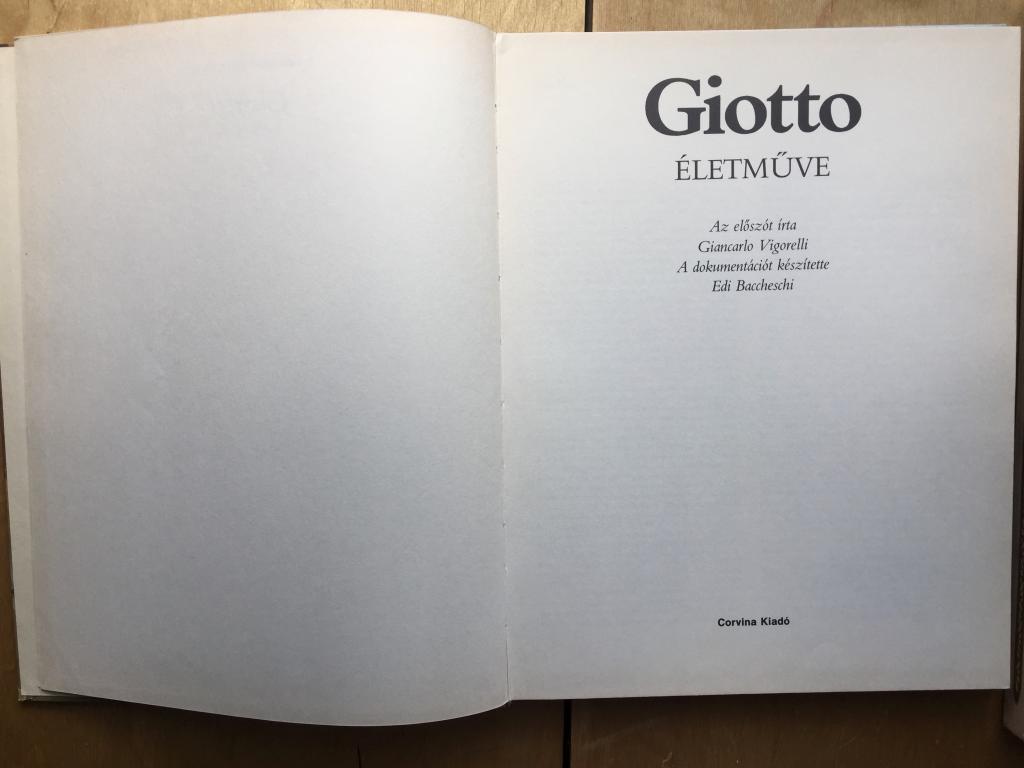 Giotto
ÉLETMŰVE
Az előszót írta
Giancarlo Vigorelli
A dokumentációt készítette
Edi Baccheschi
Corvina Kiadó